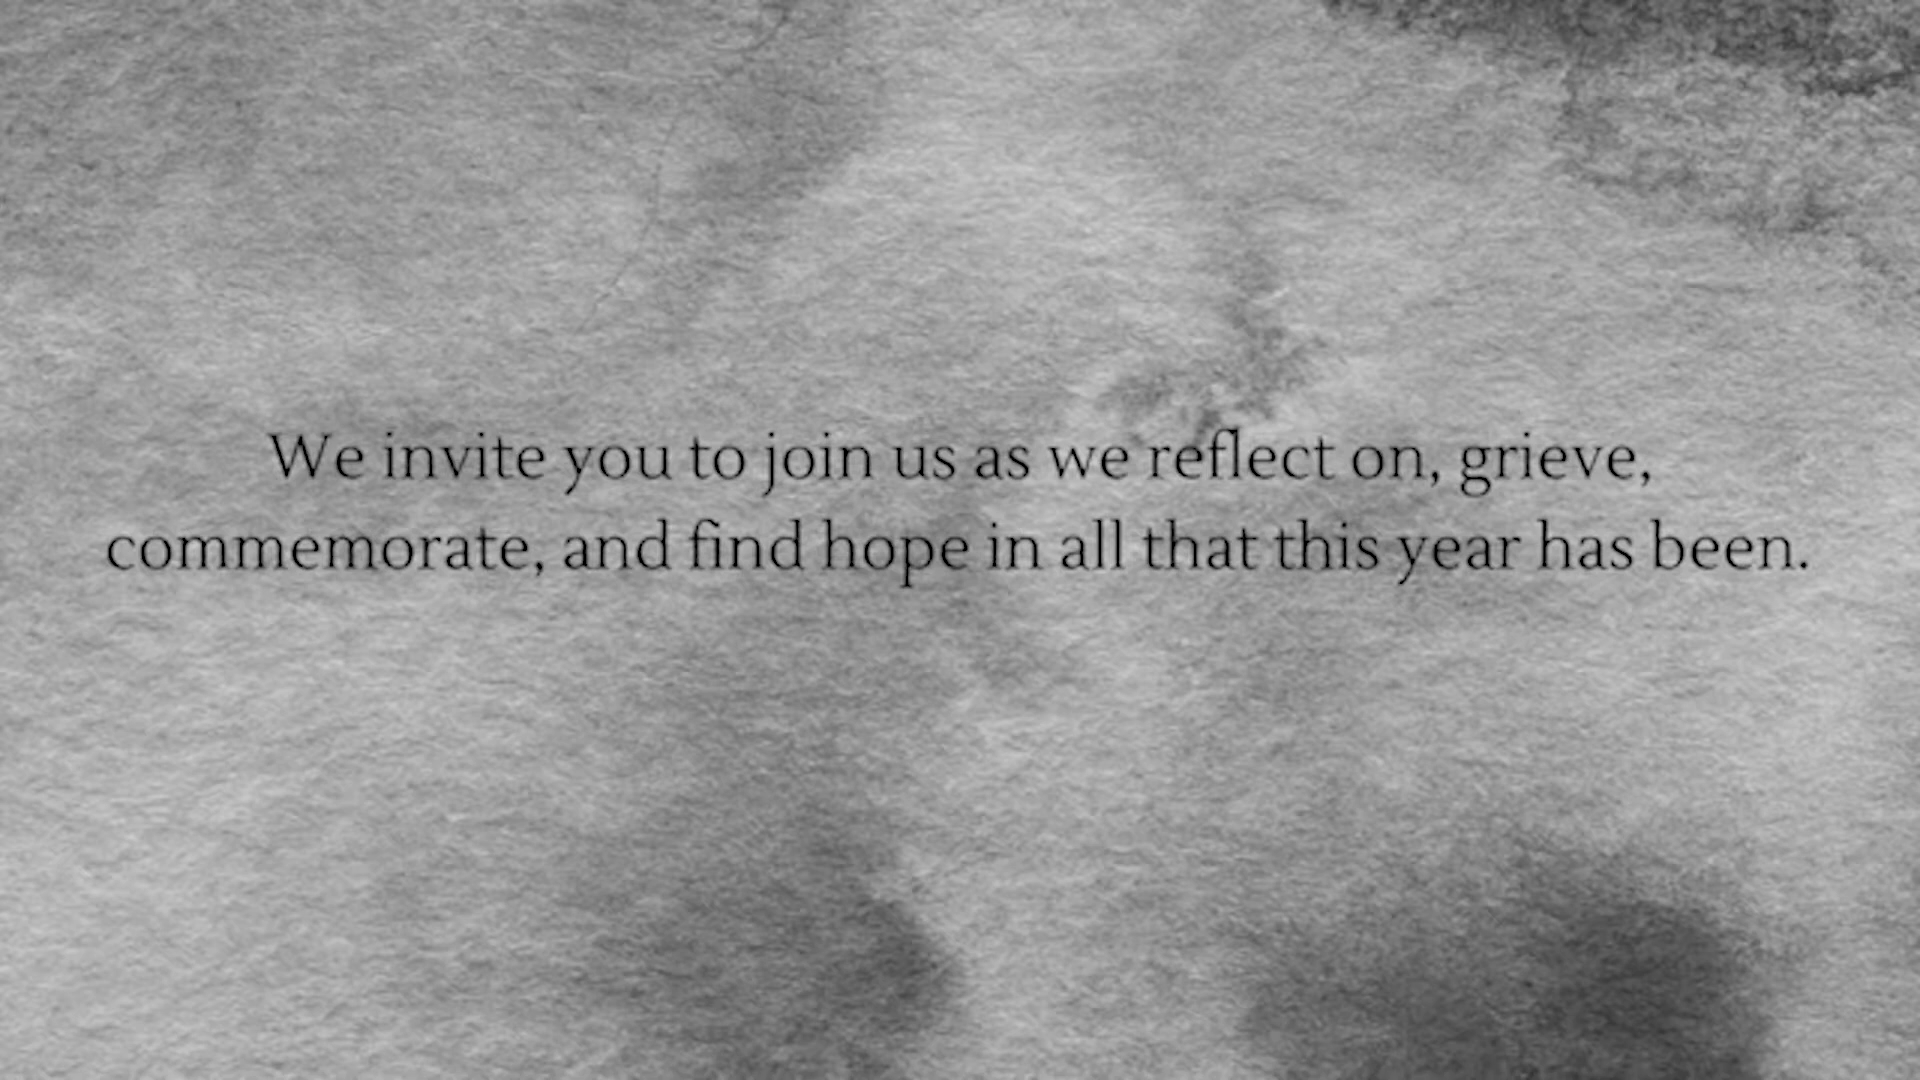 We invite you to join us as we reflect on, grieve,
commemorate, and find hope in all that this year has been.